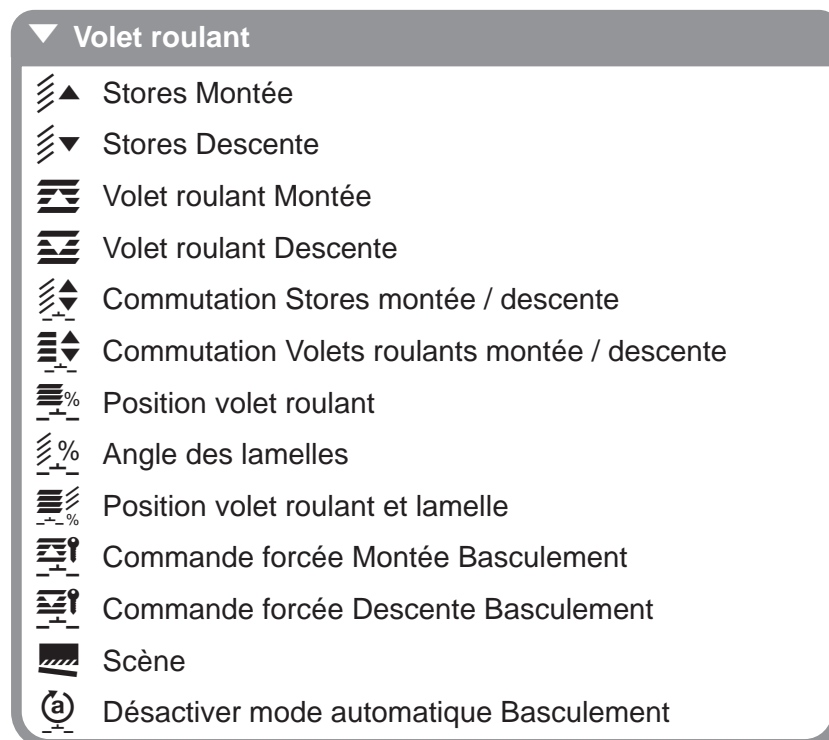 Volet roulant
Stores Montée
Stores Descente
Volet roulant Montée
Volet roulant Descente
Commutation Stores montée / descente
Commutation Volets roulants montée / descente
% Position volet roulant
% Angle des lamelles
% Position volet roulant et lamelle
Commande forcée Montée Basculement
Commande forcée Descente Basculement
Scène
a Désactiver mode automatique Basculement